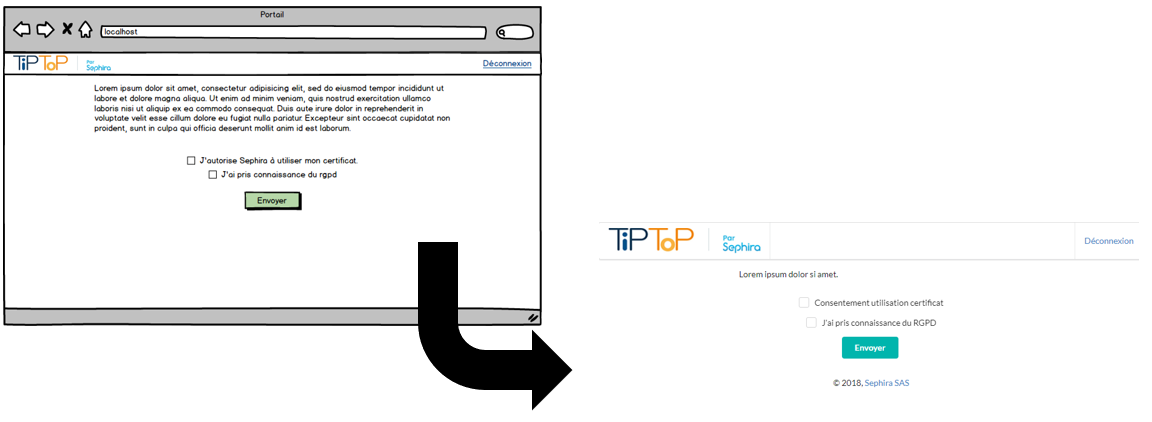 Portail
localhost
TiPToP Par Sephira
Déconnexion
Lorem ipsum dolor sit amet, consectetur adipisicing elit, sed do eiusmod tempor incididunt ut
labore et dolore magna aliqua. Ut enim ad minim veniam, quis nostrud exercitation ullamco
laboris nisi ut aliquip ex ea commodo consequat. Duis aute irure dolor in reprehenderit in
voluptate velit esse cillum dolore eu fugiat nulla pariatur. Excepteur sint occaecat cupidatat non
proident, sunt in culpa qui officia deserunt mollit anim id est laborum.
J'autorise Sephira à utiliser mon certificat.
J'ai pris connaissance du rgpd
Envoyer
TiPToP Par Sephira
Déconnexion
Lorem ipsum dolor si amet.
Consentement utilisation certificat
J'ai pris connaissance du RGPD
Envoyer
© 2018, Sephira SAS